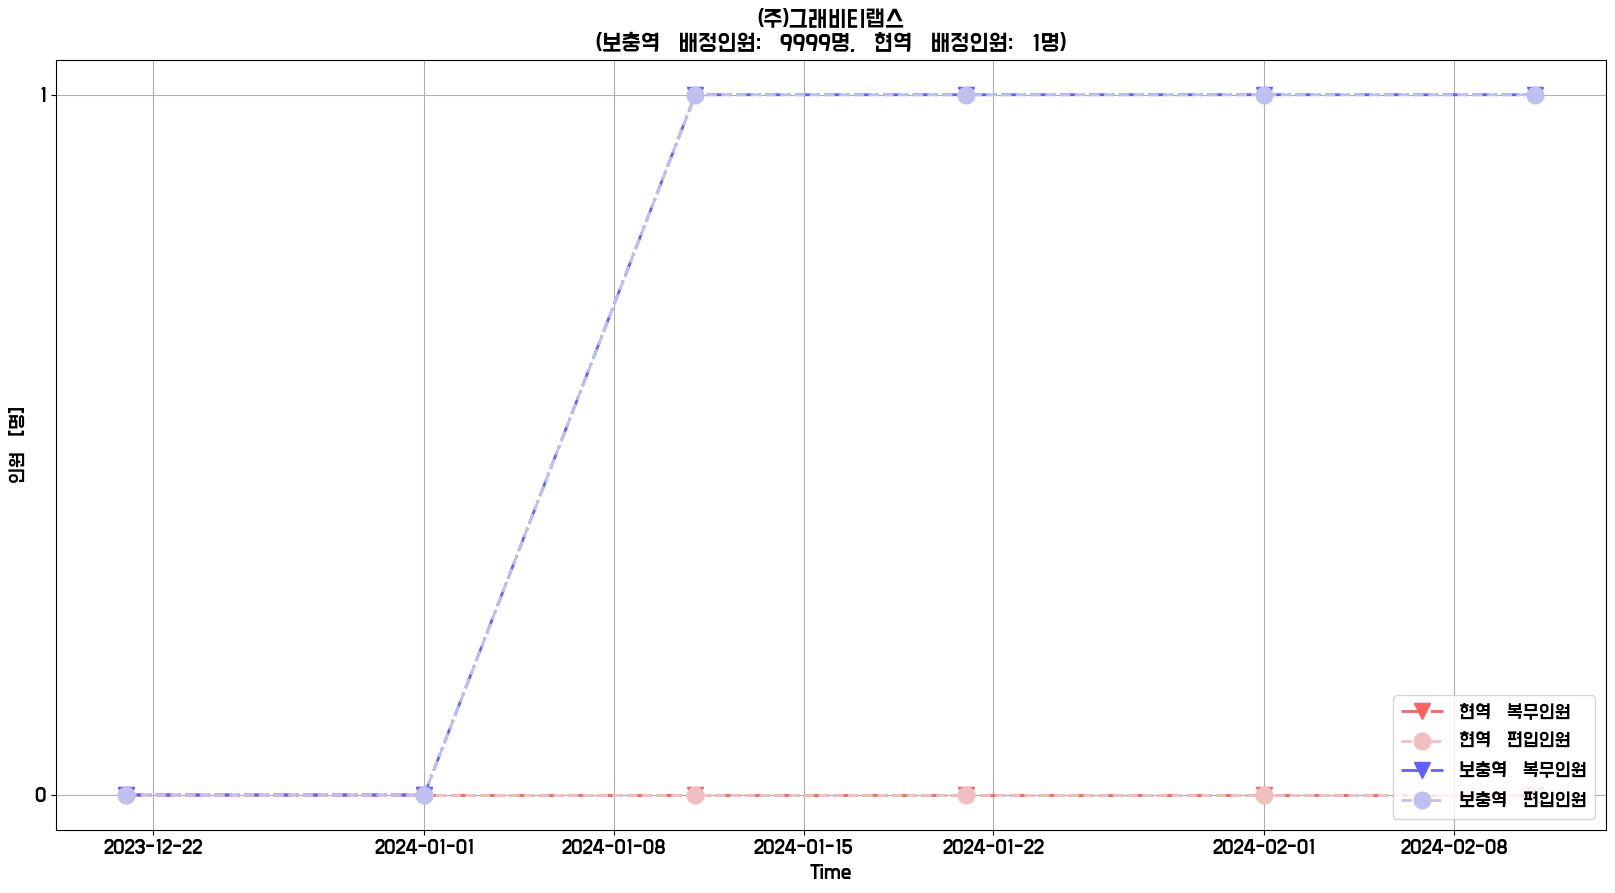 (주)그래비티랩스
(보충역 배정인원: 9999명, 현역 배정인원: 1명)
1
0
인원 [명]
2023-12-22
2024-01-01
2024-01-08
2024-01-15
2024-01-22
2024-02-01
2024-02-08
Time
현역 복무인원
현역 편입인원
보충역 복무인원
보충역 편입인원